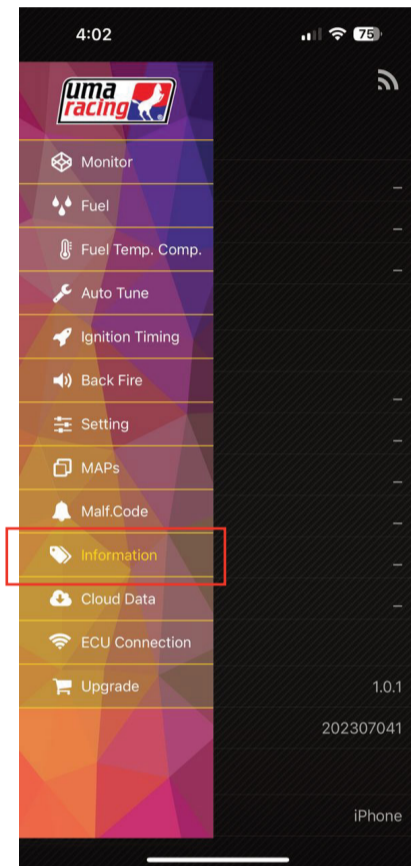 4:02
75
uma
racing
Monitor
Fuel
Fuel Temp. Comp.
Auto Tune
Ignition Timing
Back Fire
Setting
MAPs
Malf.Code
Information
Cloud Data
ECU Connection
Upgrade
1.0.1
202307041
iPhone